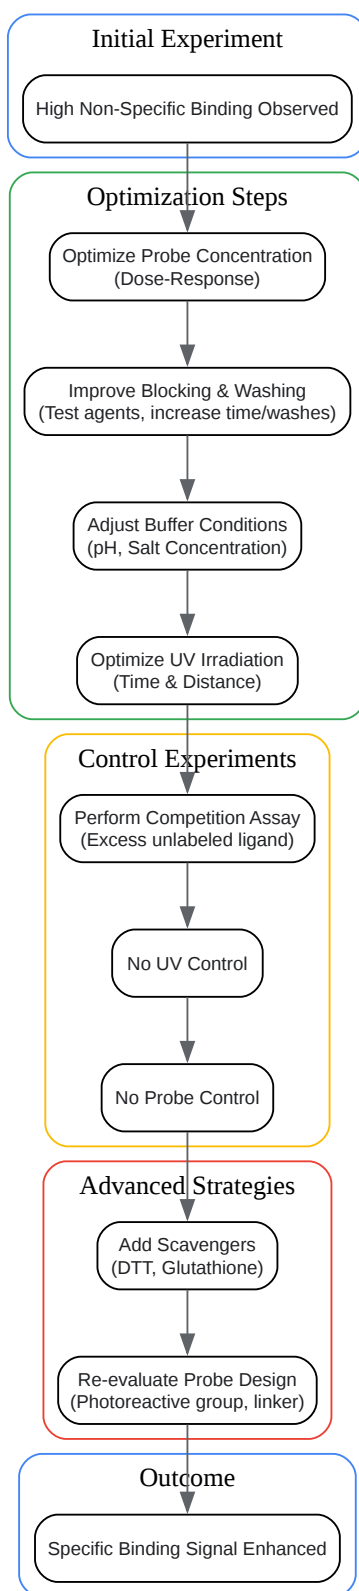 Initial Experiment
High Non-Specific Binding Observed
Optimization Steps
Optimize Probe Concentration
(Dose-Response)
Improve Blocking & Washing
(Test agents, increase time/washes)
Adjust Buffer Conditions
(pH, Salt Concentration)
Optimize UV Irradiation
(Time & Distance)
Control Experiments
Perform Competition Assay
(Excess unlabeled ligand)
No UV Control
No Probe Control
Advanced Strategies
Add Scavengers
(DTT, Glutathione)
Re-evaluate Probe Design
(Photoreactive group, linker)
Outcome
Specific Binding Signal Enhanced